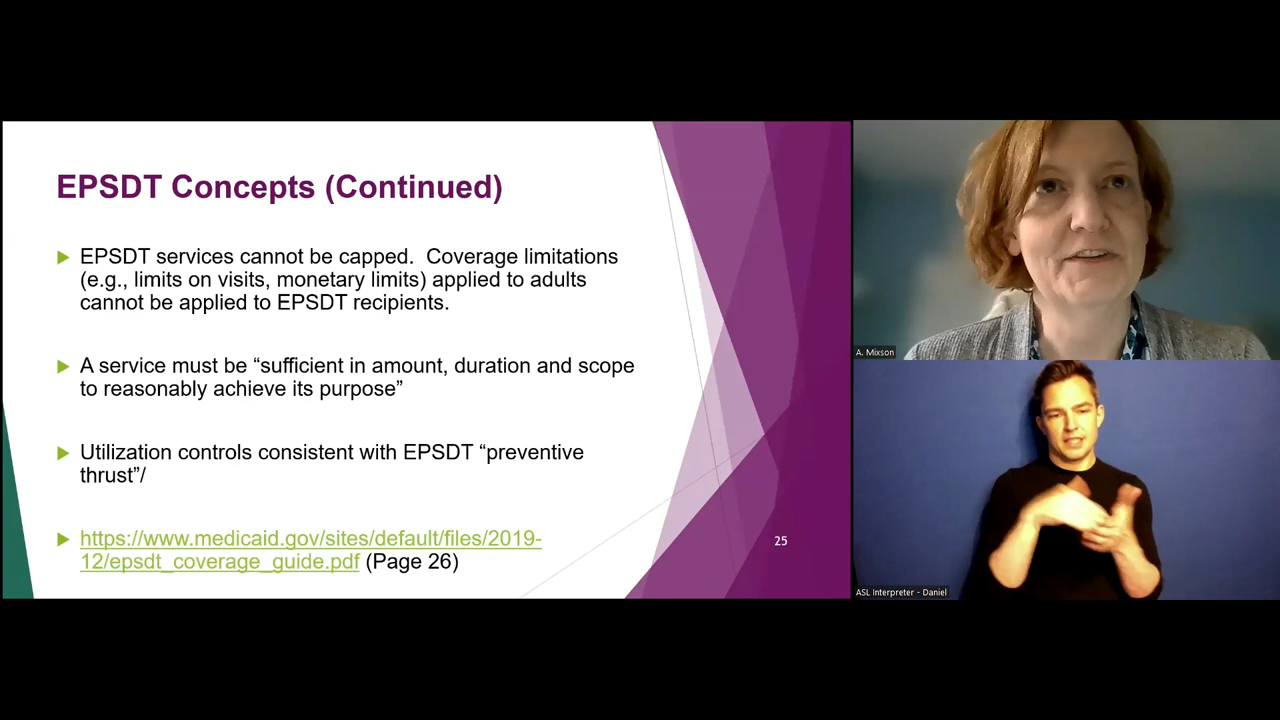 EPSDT Concepts (Continued)
EPSDT services cannot be capped.  Coverage limitations
(e.g., limits on visits, monetary limits) applied to adults
cannot be applied to EPSDT recipients.
A service must be “sufficient in amount, duration and scope
to reasonably achieve its purpose”
Utilization controls consistent with EPSDT “preventive
thrust”/
https://www.medicaid.gov/sites/default/files/2019-
12/epsdt_coverage_guide.pdf (Page 26)
25
A. Mixson
ASL Interpreter - Daniel